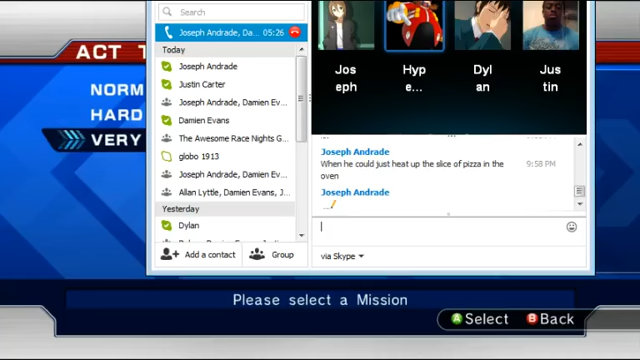 Search
Joseph Andrade, Da... 05:26
Today
Joseph Andrade
Justin Carter
Joseph Andrade, Damien Ev...
Damien Evans
The Awesome Race Nights G...
globo 1913
Joseph Andrade, Damien Ev...
Allan Lyttle, Damien Evans, J...
Yesterday
Dylan
Add a contact
Group
Jos
eph
Hyp
e...
Dyl
an
Jus
tin
Joseph Andrade
When he could just heat up the slice of pizza in the
oven
9:58 PM
Joseph Andrade
...
via Skype
ACT
NORM
HARD
VERY
Please select a Mission
A Select
B Back